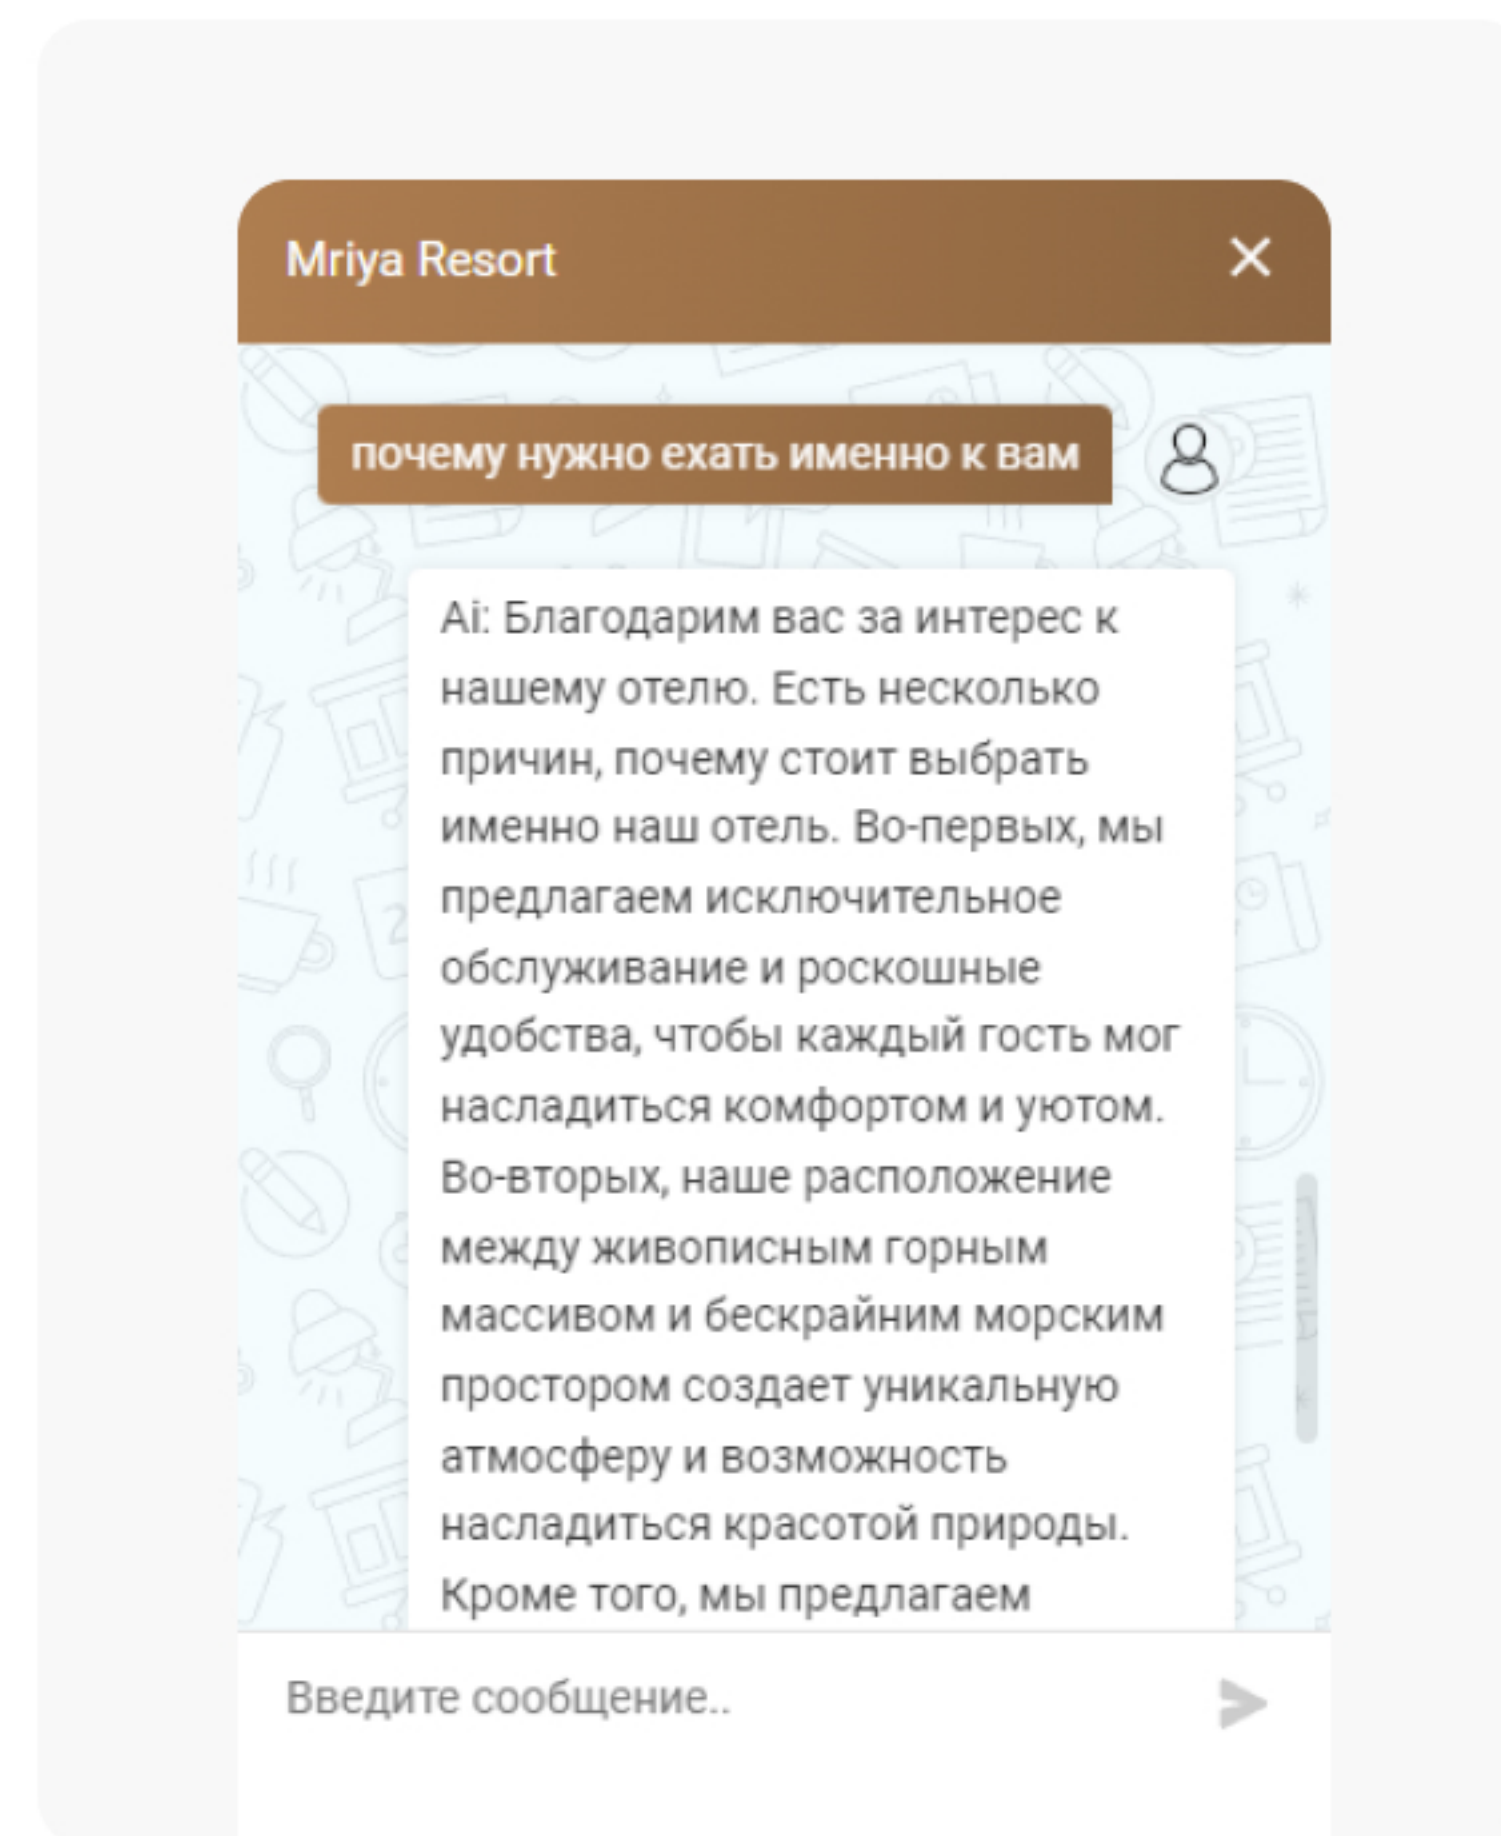 Mriya Resort
почему нужно ехать именно к вам
Ai: Благодарим вас за интерес к
нашему отелю. Есть несколько
причин, почему стоит выбрать
именно наш отель. Во-первых, мы
предлагаем исключительное
обслуживание и роскошные
удобства, чтобы каждый гость мог
насладиться комфортом и уютом.
Во-вторых, наше расположение
между живописным горным
массивом и бескрайним морским
простором создает уникальную
атмосферу и возможность
насладиться красотой природы.
Кроме того, мы предлагаем
Введите сообщение..